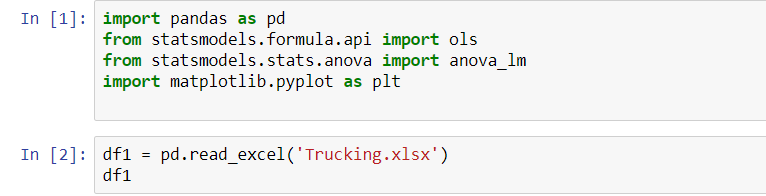 In [1]: import pandas as pd
from statsmodels.formula.api import ols
from statsmodels.stats.anova import anova_lm
import matplotlib.pyplot as plt
In [2]: df1 = pd.read_excel('Trucking.xlsx')
df1